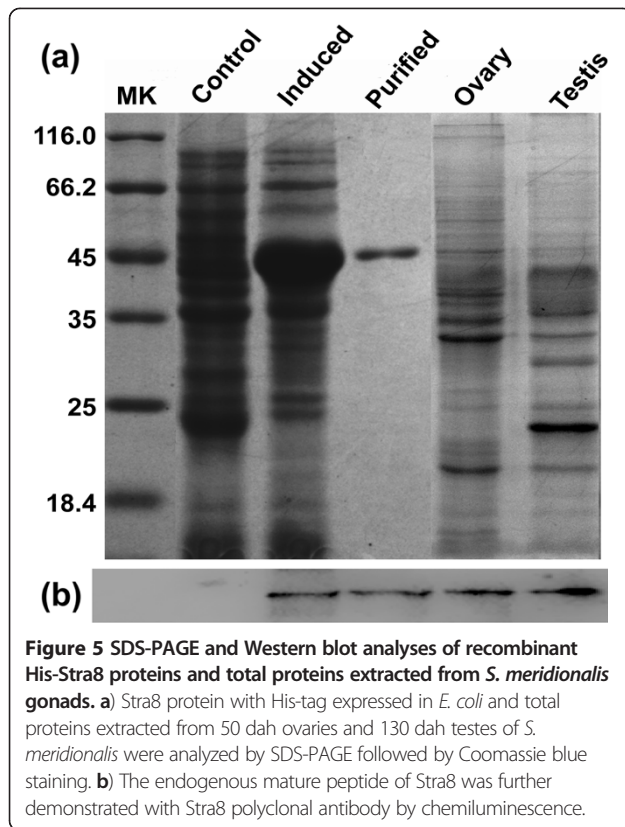 (a)
MK Control Induced Purified Ovary Testis
116.0
66.2
45
35
25
18.4
(b)
Figure 5 SDS-PAGE and Western blot analyses of recombinant
His-Stra8 proteins and total proteins extracted from S. meridionalis
gonads. a) Stra8 protein with His-tag expressed in E. coli and total
proteins extracted from 50 dah ovaries and 130 dah testes of S.
meridionalis were analyzed by SDS-PAGE followed by Coomassie blue
staining. b) The endogenous mature peptide of Stra8 was further
demonstrated with Stra8 polyclonal antibody by chemiluminescence.